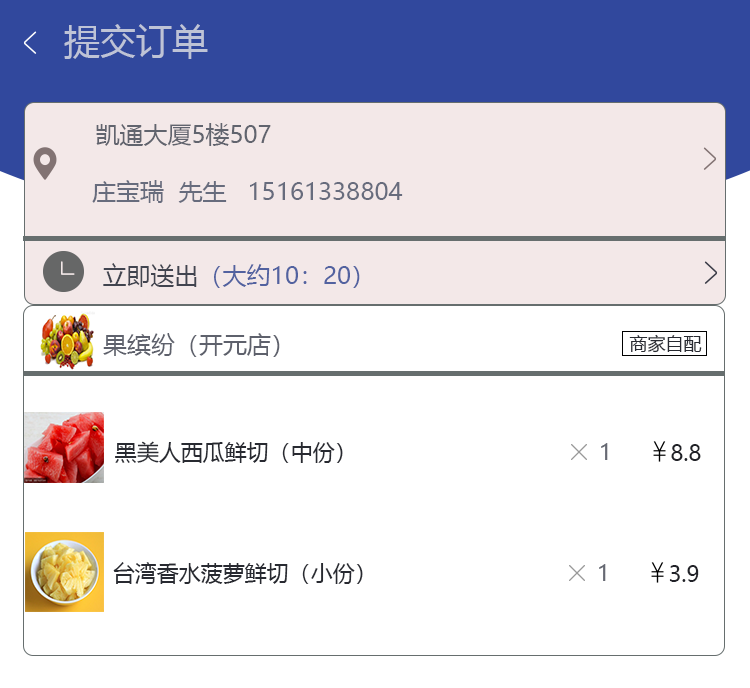 提交订单
凯通大厦5楼507
庄宝瑞 先生 15161338804
立即送出（大约10：20）
果缤纷（开元店） 商家自配
黑美人西瓜鲜切（中份） × 1 ￥8.8
台湾香水菠萝鲜切（小份） × 1 ￥3.9